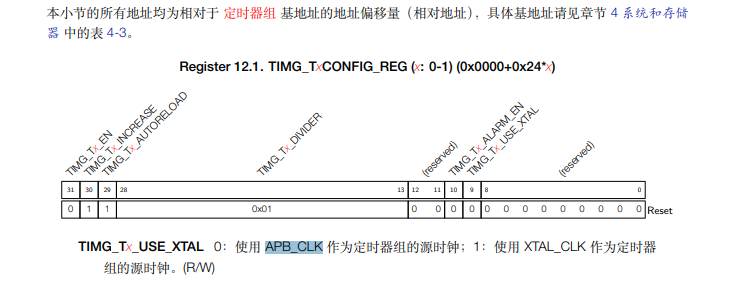 本小节的所有地址均为相对于 定时器组 基地址的地址偏移量（相对地址），具体基地址请见章节 4 系统和存储
器 中的表 4-3。
Register 12.1. TIMG_TxCONFIG_REG (x: 0-1) (0x0000+0x24*x)
TIMG_Tx_EN
TIMG_Tx_INCREASE
TIMG_Tx_AUTORELOAD
TIMG_Tx_DIVIDER
(reserved)
TIMG_Tx_ALARM_EN
TIMG_Tx_USE_XTAL
(reserved)
31 30 29 28 13 12 11 10 9 8 0
0 1 1 0x01 0 0 0 0 0 0 0 0 0 0 0 0 0 Reset
TIMG_Tx_USE_XTAL 0：使用 APB_CLK 作为定时器组的源时钟；1：使用 XTAL_CLK 作为定时器
组的源时钟。(R/W)